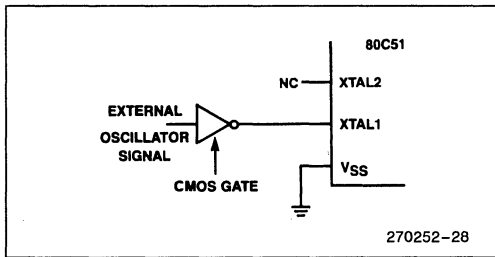 80C51
NC
XTAL2
EXTERNAL
OSCILLATOR
SIGNAL
XTAL1
CMOS GATE
VSS
270252-28